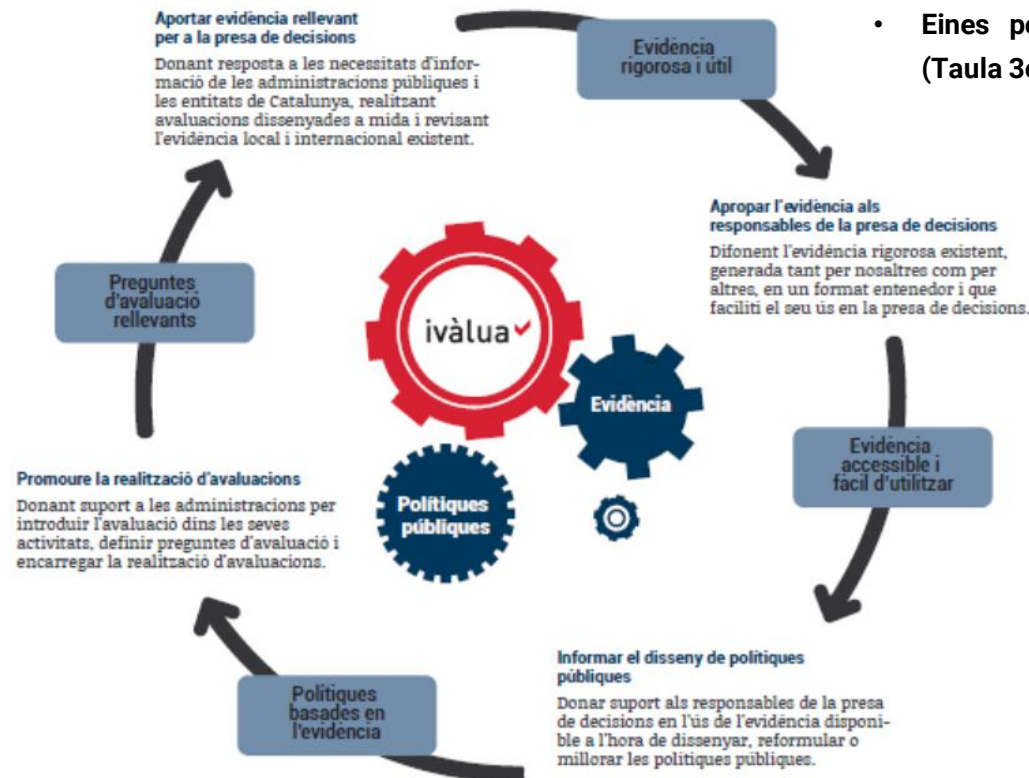 Aportar evidència rellevant
per a la presa de decisions
Donant resposta a les necessitats d'infor-
mació de les administracions públiques i
les entitats de Catalunya, realitzant
avaluacions dissenyades a mida i revisant
l'evidència local i internacional existent.
Evidència
rigorosa i útil
• Eines
(Taula
Apropar l'evidència als
responsables de la presa de decisions
Difonent l'evidència rigorosa existent,
generada tant per nosaltres com per
altres, en un format entenedor i que
faciliti el seu ús en la presa de decisions.
Preguntes
d'avaluació
rellevants
ivàlua
Evidència
Polítiques
públiques
Evidència
accessible i
fàcil d'utilitzar
Promoure la realització d'avaluacions
Donant suport a les administracions per
introduir l'avaluació dins les seves
activitats, definir preguntes d'avaluació i
encarregar la realització d'avaluacions.
Informar el disseny de polítiques
públiques
Donar suport als responsables de la presa
de decisions en l'ús de l'evidència disponi-
ble a l'hora de dissenyar, reformular o
millorar les polítiques públiques.
Polítiques
basades en
l'evidència